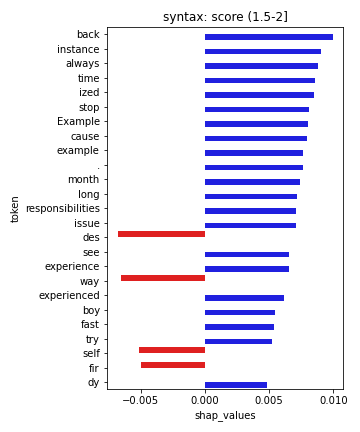 syntax: score (1.5-2]
back
instance
always
time
ized
stop
Example
cause
example
.
month
long
responsibilities
issue
des
see
experience
way
experienced
boy
fast
try
self
fir
dy
token
−0.005 0.000 0.005 0.010
shap_values